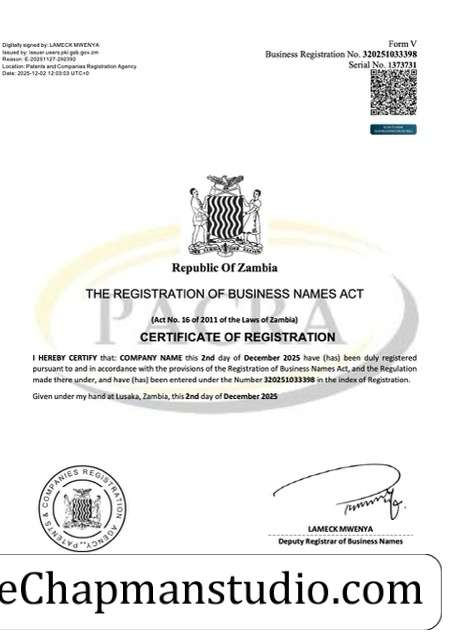 Digitally signed by: LAMECK MWENYA
Issued by: issuer.users.pki.gsb.gov.zm
Reason: E-20251127-292392
Location: Patents and Companies Registration Agency
Date: 2025-12-02 12:03:03 UTC+0
Form V
Business Registration No. 320251033398
Serial No. 1373731
Republic Of Zambia
PACRA
THE REGISTRATION OF BUSINESS NAMES ACT
(Act No. 16 of 2011 of the Laws of Zambia)
CERTIFICATE OF REGISTRATION
I HEREBY CERTIFY that: COMPANY NAME this 2nd day of December 2025 have (has) been duly registered
pursuant to and in accordance with the provisions of the Registration of Business Names Act, and the Regulation
made there under, and have (has) been entered under the Number 320251033398 in the index of Registration.
Given under my hand at Lusaka, Zambia, this 2nd day of December 2025
PATENTS & COMPANIES REGISTRATION AGENCY
LAMECK MWENYA
Deputy Registrar of Business Names
eChapmanstudio.com